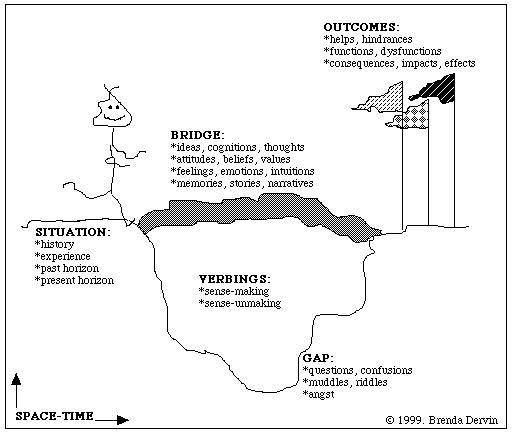 OUTCOMES:
*helps, hindrances
*functions, dysfunctions
*consequences, impacts, effects
BRIDGE:
*ideas, cognitions, thoughts
*attitudes, beliefs, values
*feelings, emotions, intuitions
*memories, stories, narratives
SITUATION:
*history
*experience
*past horizon
*present horizon
VERBINGS:
*sense-making
*sense-unmaking
GAP:
*questions, confusions
*muddles, riddles
*angst
SPACE-TIME
© 1999. Brenda Dervin